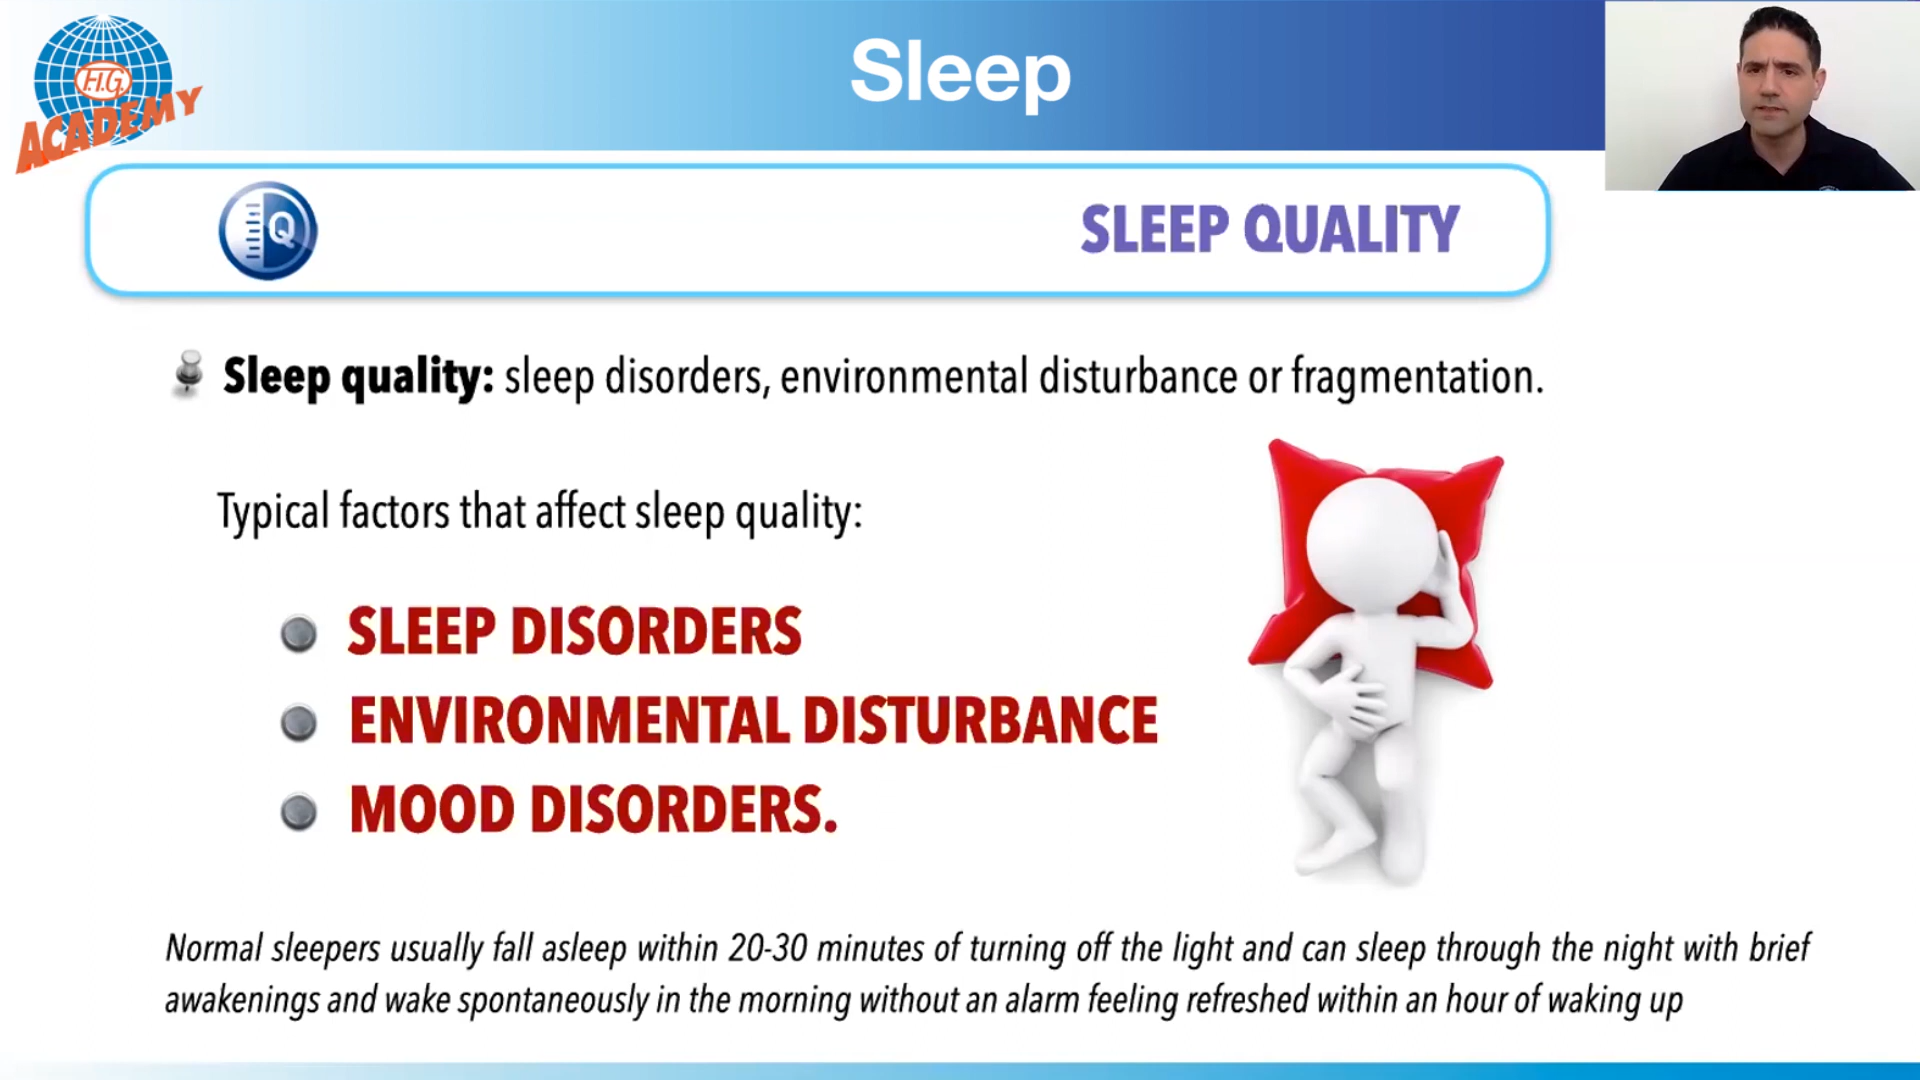 F.I.G.
ACADEMY
Sleep
Q
SLEEP QUALITY
Sleep quality: sleep disorders, environmental disturbance or fragmentation.
Typical factors that affect sleep quality:
SLEEP DISORDERS
ENVIRONMENTAL DISTURBANCE
MOOD DISORDERS.
Normal sleepers usually fall asleep within 20-30 minutes of turning off the light and can sleep through the night with brief
awakenings and wake spontaneously in the morning without an alarm feeling refreshed within an hour of waking up